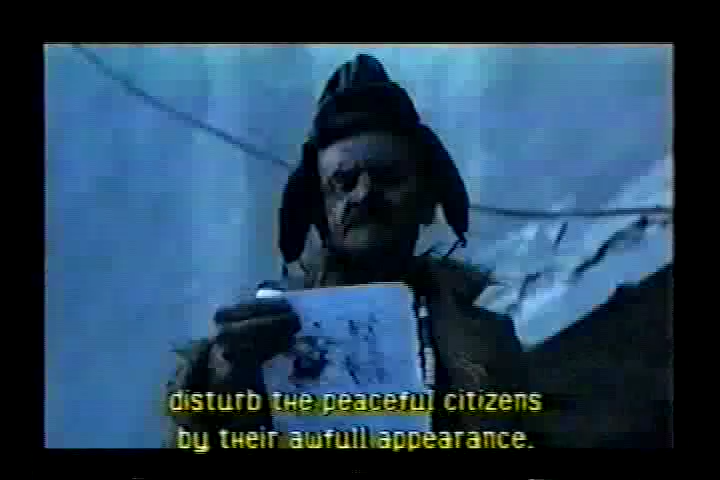 disturb the peaceful citizens
by their awfull appearance.